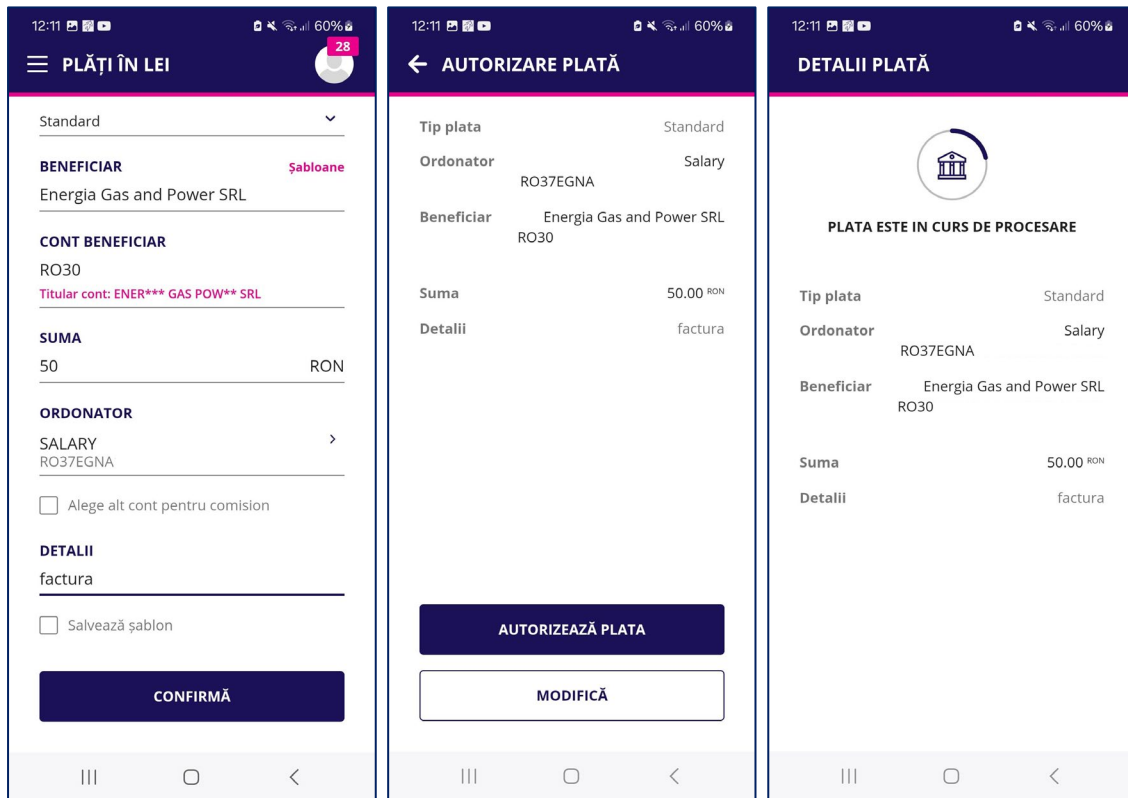 12:11 60%
28
PLĂȚI ÎN LEI
Standard
BENEFICIAR Șabloane
Energia Gas and Power SRL
CONT BENEFICIAR
RO30
Titular cont: ENER*** GAS POW** SRL
SUMA
50 RON
ORDONATOR
SALARY
RO37EGNA
Alege alt cont pentru comision
DETALII
factura
Salvează șablon
CONFIRMĂ
12:11 60%
AUTORIZARE PLATĂ
Tip plata Standard
Ordonator Salary
RO37EGNA
Beneficiar Energia Gas and Power SRL
RO30
Suma 50.00 RON
Detalii factura
AUTORIZEAZĂ PLATA
MODIFICĂ
12:11 60%
DETALII PLATĂ
PLATA ESTE IN CURS DE PROCESARE
Tip plata Standard
Ordonator Salary
RO37EGNA
Beneficiar Energia Gas and Power SRL
RO30
Suma 50.00 RON
Detalii factura